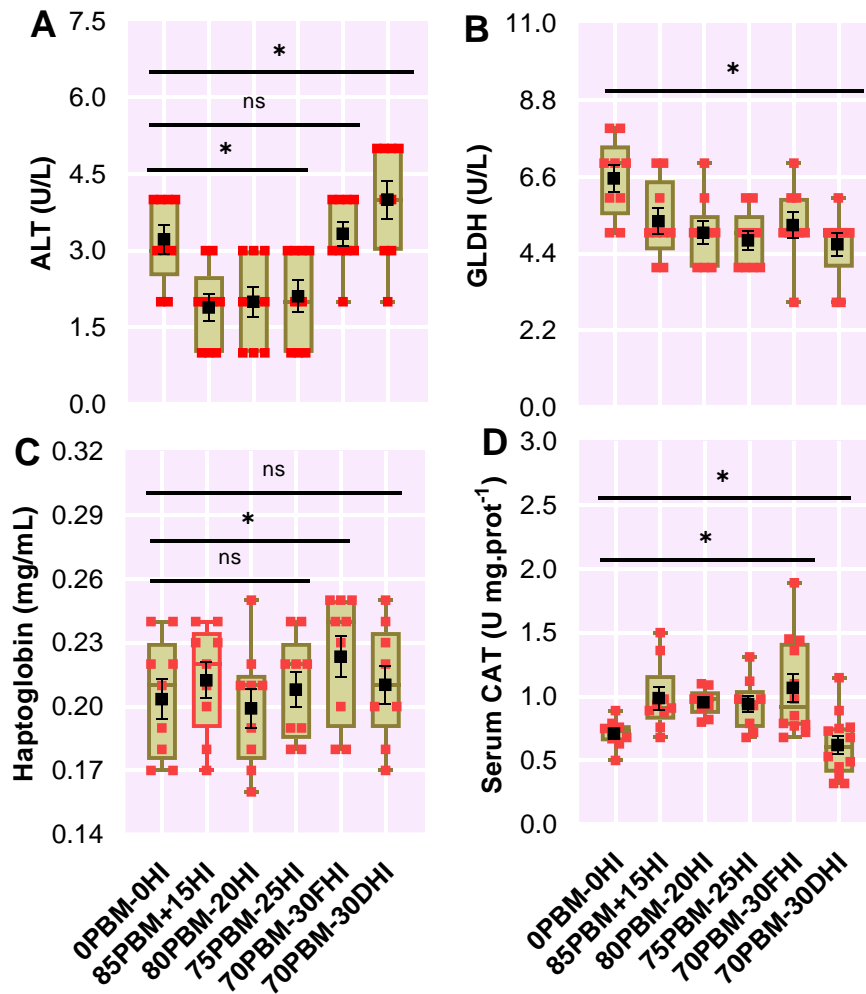 A
7.5
6.0
4.5
3.0
1.5
0.0
ALT (U/L)
*
ns
*
B
11.0
8.8
6.6
4.4
2.2
0.0
GLDH (U/L)
*
C
0.32
0.29
0.26
0.23
0.20
0.17
0.14
Haptoglobin (mg/mL)
ns
*
ns
0PBM-0HI
85PBM+15HI
80PBM-20HI
75PBM-25HI
70PBM-30FHI
70PBM-30DHI
D
3.0
2.5
2.0
1.5
1.0
0.5
0.0
Serum CAT (U mg.prot⁻¹)
*
*
0PBM-0HI
85PBM+15HI
80PBM-20HI
75PBM-25HI
70PBM-30FHI
70PBM-30DHI